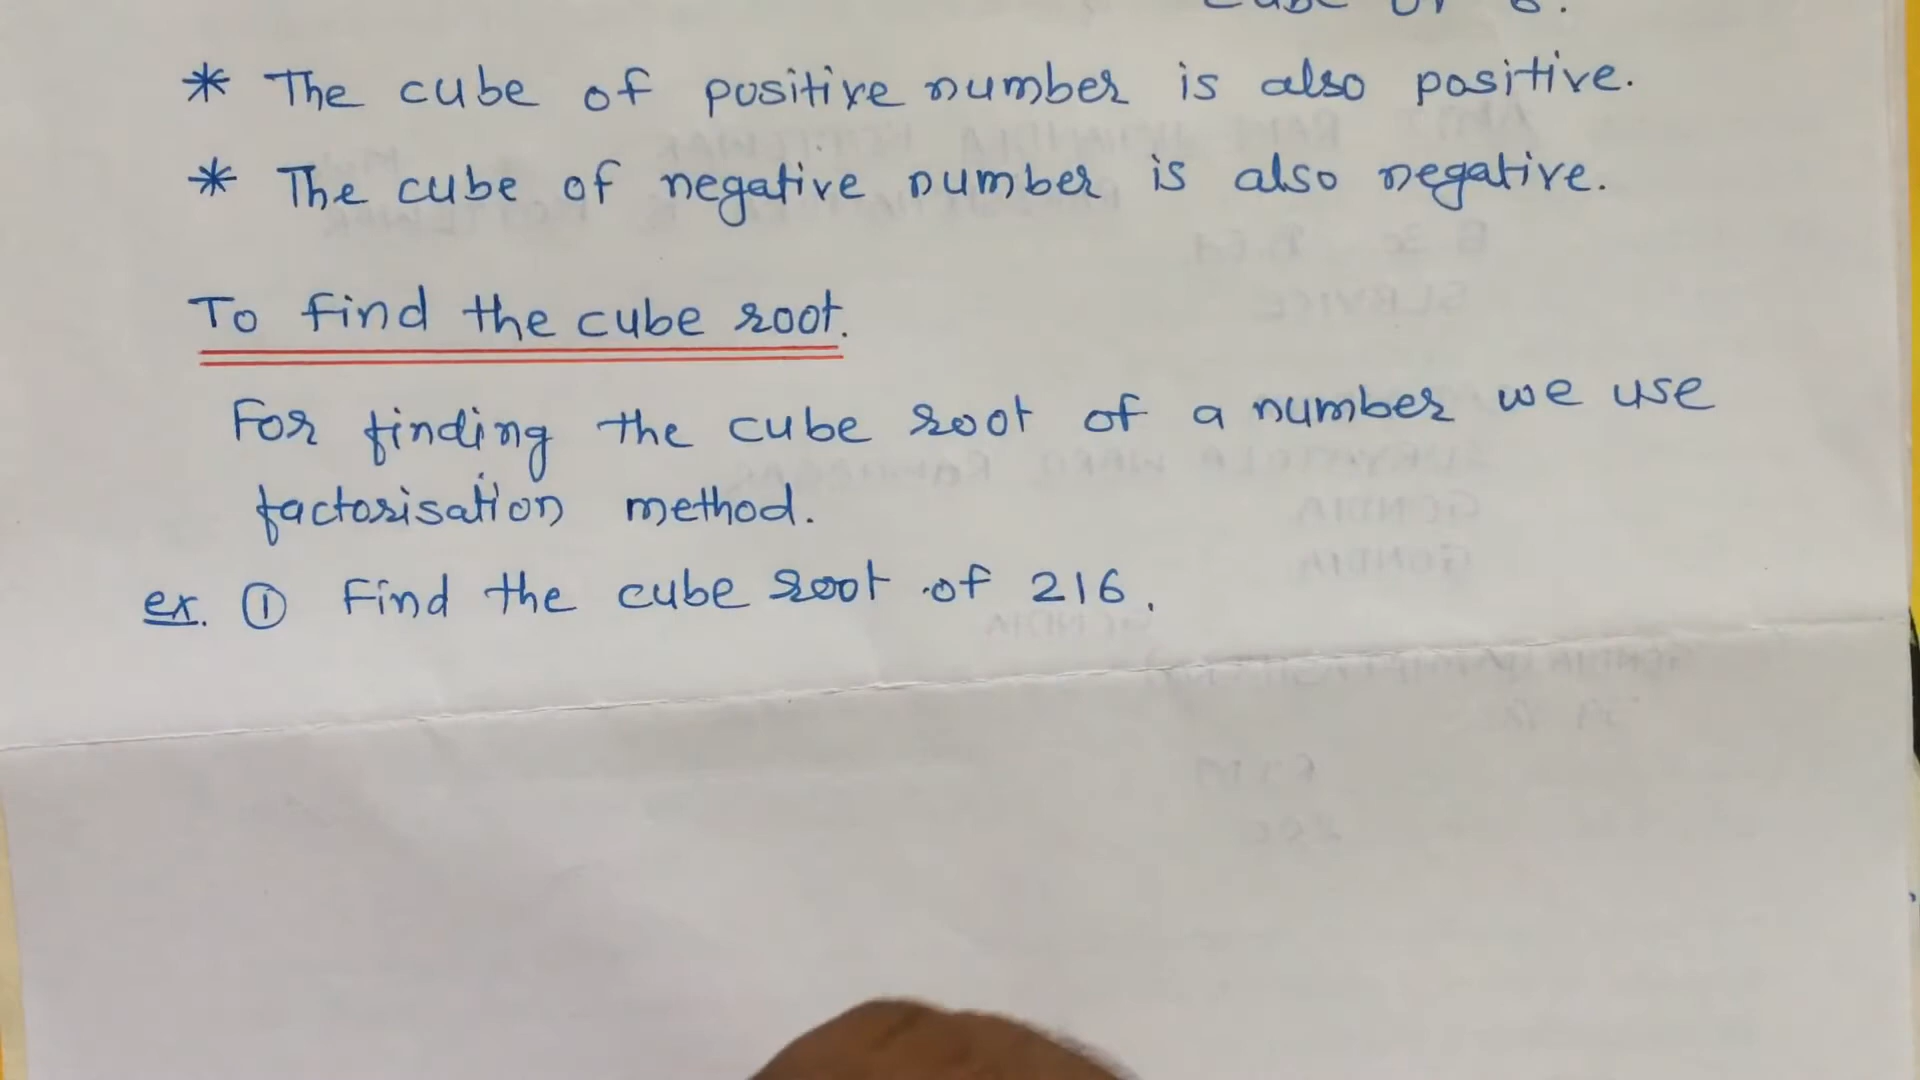 * The cube of positive number is also positive.
* The cube of negative number is also negative.
To find the cube root.
For finding the cube root of a number we use
factorisation method.
ex. ① Find the cube root of 216.